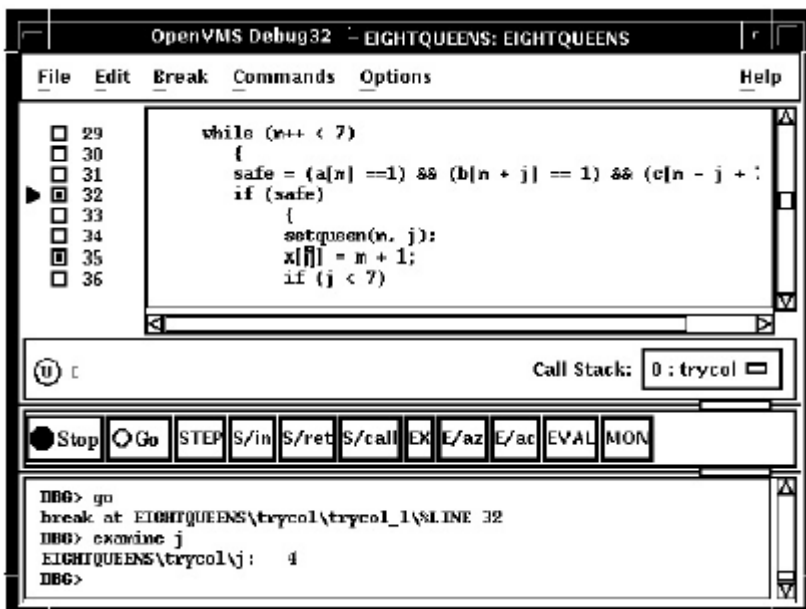 OpenVMS Debug32 - EIGHTQUEENS: EIGHTQUEENS
File Edit Break Commands Options Help
29 while (m++ < 7)
30 {
31 safe = (a[m] ==1) && (b[m + j] == 1) && (c[m - j +
32 if (safe)
33 {
34 setqueen(m, j);
35 x[j] = m + 1;
36 if (j < 7)
U Call Stack: 0 : trycol
Stop Go STEP S/in S/ret S/call EX E/az E/ac EVAL MON
DBG> go
break at EIGHTQUEENS\trycol\trycol_1\%LINE 32
DBG> examine j
EIGHTQUEENS\trycol\j: 4
DBG>